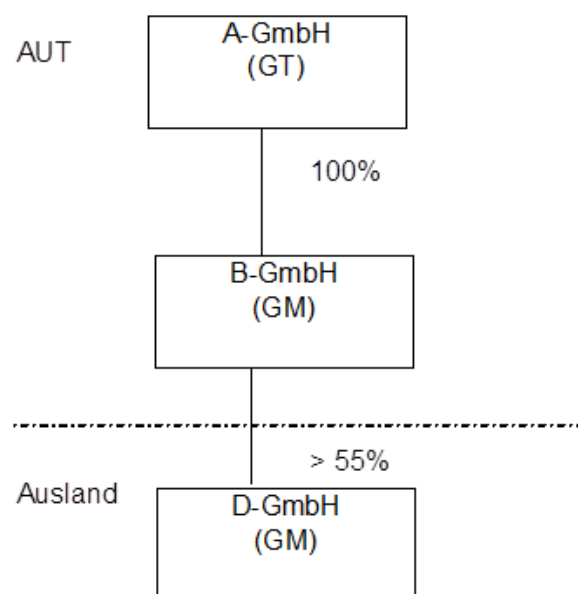 AUT
A-GmbH
(GT)
100%
B-GmbH
(GM)
> 55%
Ausland
D-GmbH
(GM)